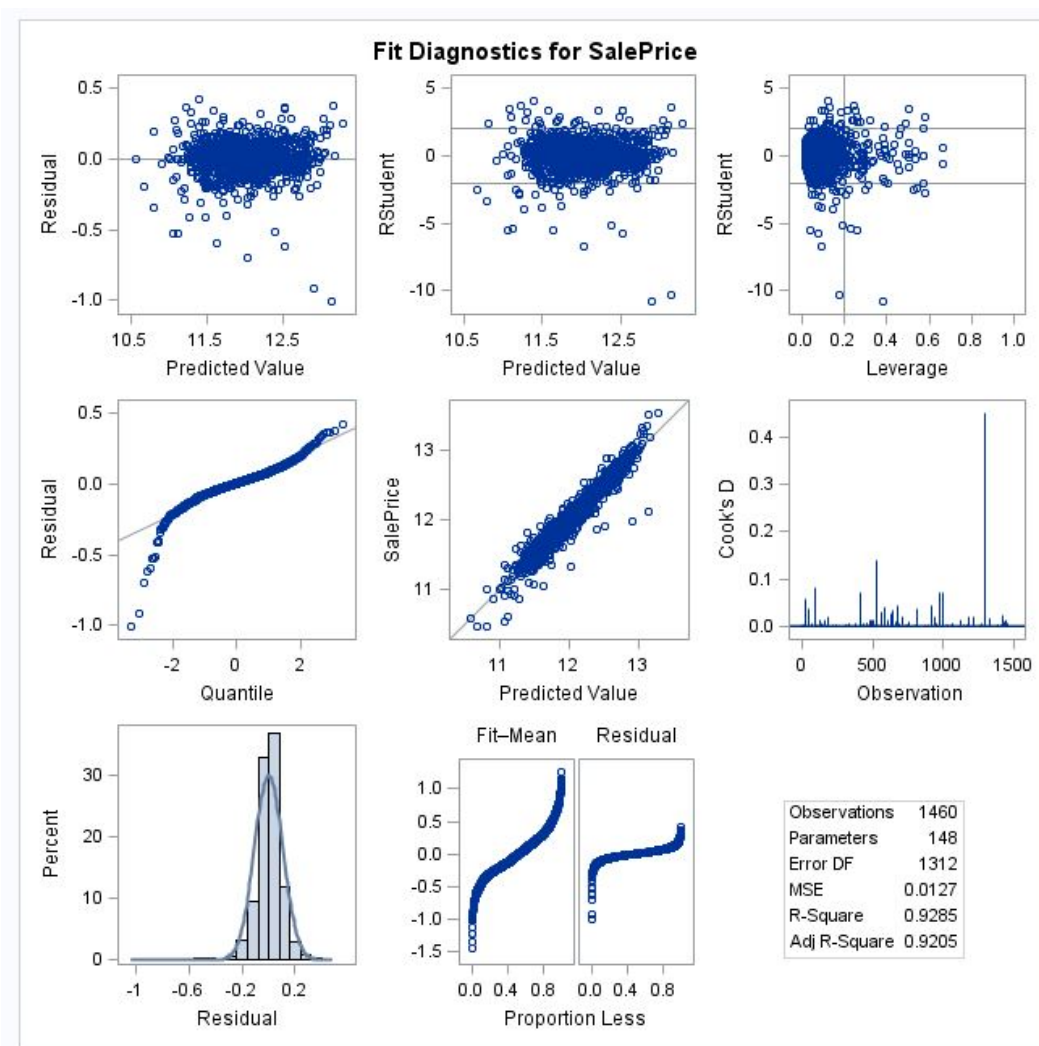 Fit Diagnostics for SalePrice
0.5
0.0
-0.5
-1.0
Residual
10.5 11.5 12.5
Predicted Value
5
0
-5
-10
RStudent
10.5 11.5 12.5
Predicted Value
5
0
-5
-10
RStudent
0.0 0.2 0.4 0.6 0.8 1.0
Leverage
0.5
0.0
-0.5
-1.0
Residual
-2 0 2
Quantile
13
12
11
SalePrice
11 12 13
Predicted Value
0.4
0.3
0.2
0.1
0.0
Cook's D
0 500 1000 1500
Observation
30
20
10
0
Percent
-1 -0.6 -0.2 0.2
Residual
Fit–Mean Residual
1.0
0.5
0.0
-0.5
-1.0
-1.5
0.0 0.4 0.8 0.0 0.4 0.8
Proportion Less
Observations 1460
Parameters 148
Error DF 1312
MSE 0.0127
R-Square 0.9285
Adj R-Square 0.9205